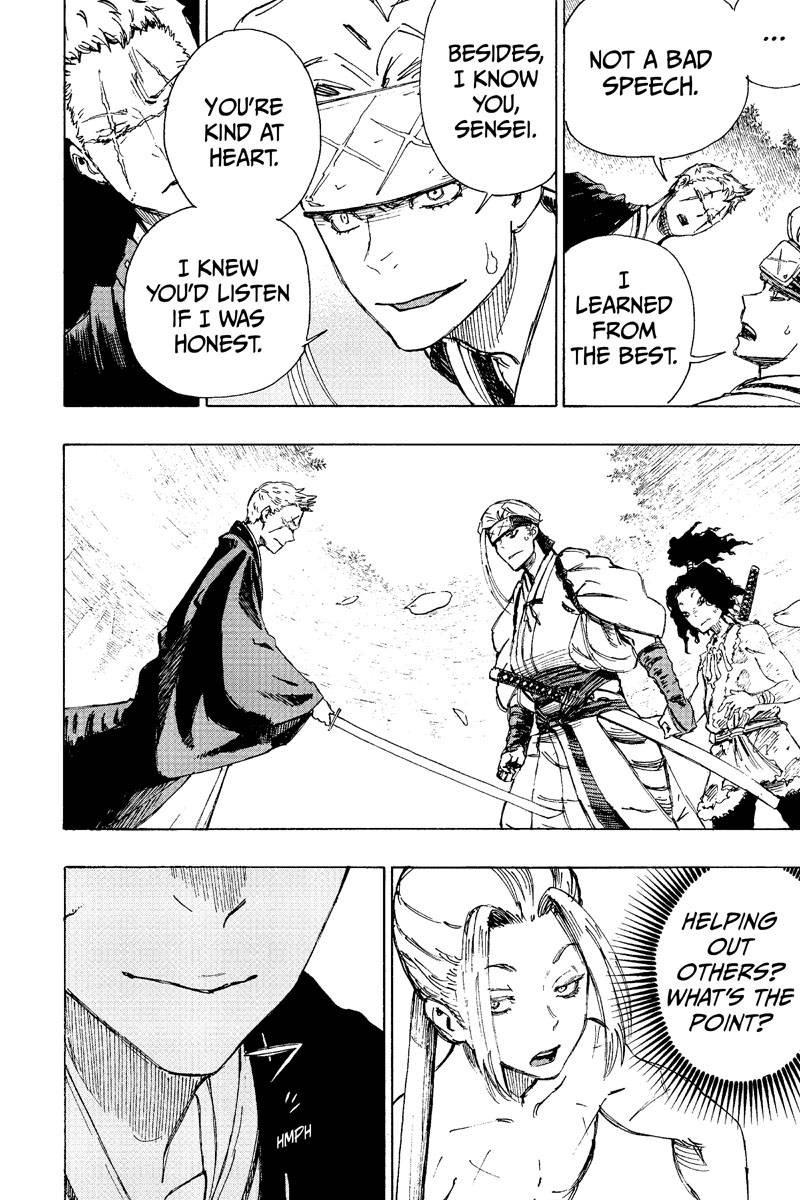 ...
NOT A BAD
SPEECH.
I
LEARNED
FROM
THE BEST.
BESIDES,
I KNOW
YOU,
SENSEI.
YOU'RE
KIND AT
HEART.
I KNEW
YOU'D LISTEN
IF I WAS
HONEST.
HELPING
OUT
OTHERS?
WHAT'S THE
POINT?
HMPH